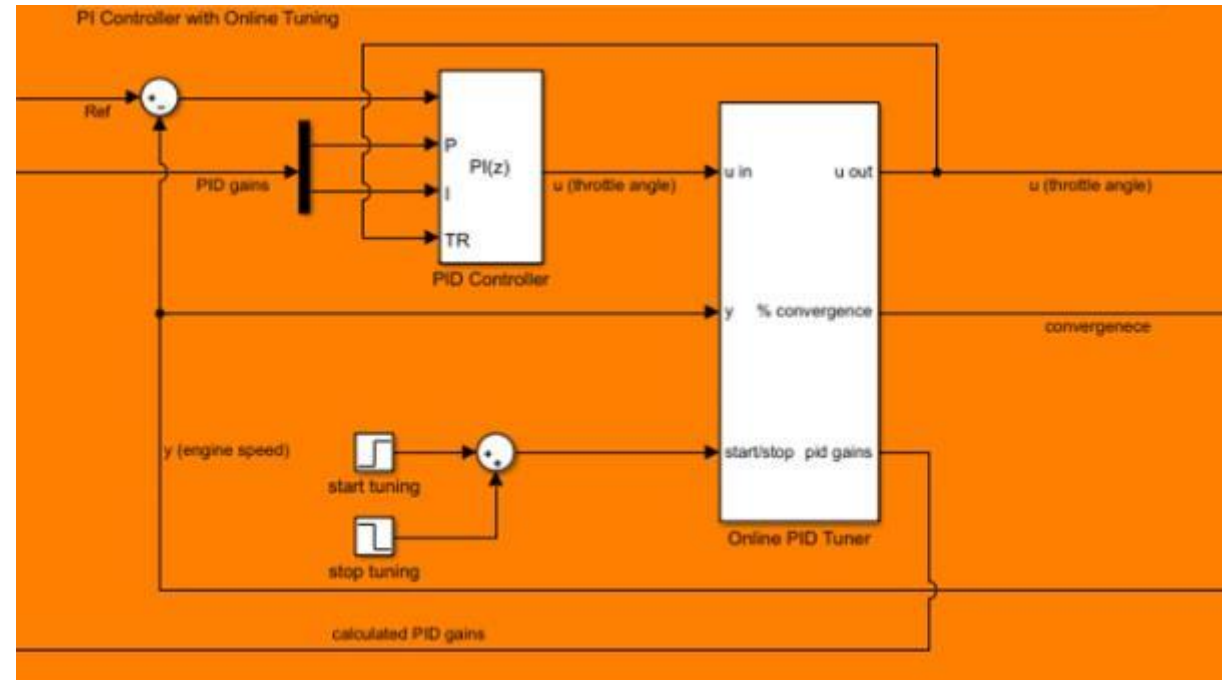 PI Controller with Online Tuning
Ref
PID gains
P
I
TR
PI(z)
PID Controller
u (throttle angle)
u in
u out
u (throttle angle)
y
% convergence
convergenece
y (engine speed)
start tuning
stop tuning
start/stop
pid gains
Online PID Tuner
calculated PID gains